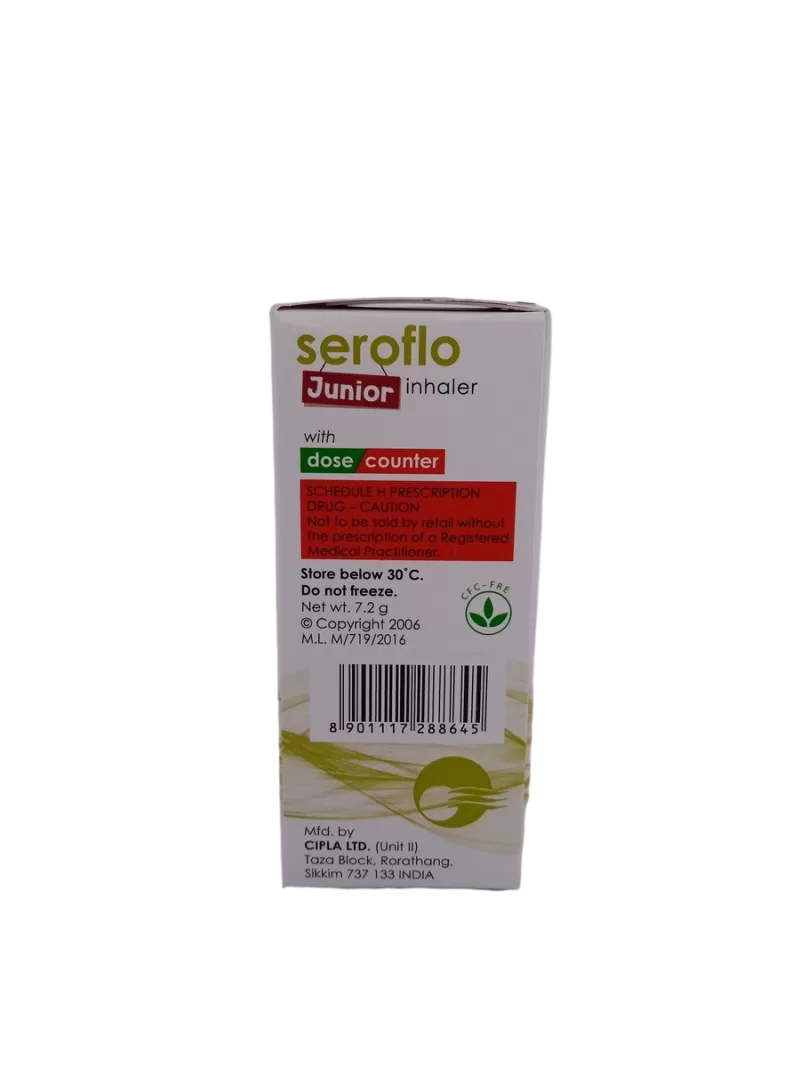 seroflo
Junior inhaler
with
dose counter
SCHEDULE H PRESCRIPTION
DRUG – CAUTION
Not to be sold by retail without
the prescription of a Registered
Medical Practitioner.
Store below 30°C.
Do not freeze.
Net wt. 7.2 g
© Copyright 2006
M.L. M/719/2016
CFC-FRE
8 901117 288645
Mfd. by
CIPLA LTD. (Unit II)
Taza Block, Rorathang,
Sikkim 737 133 INDIA